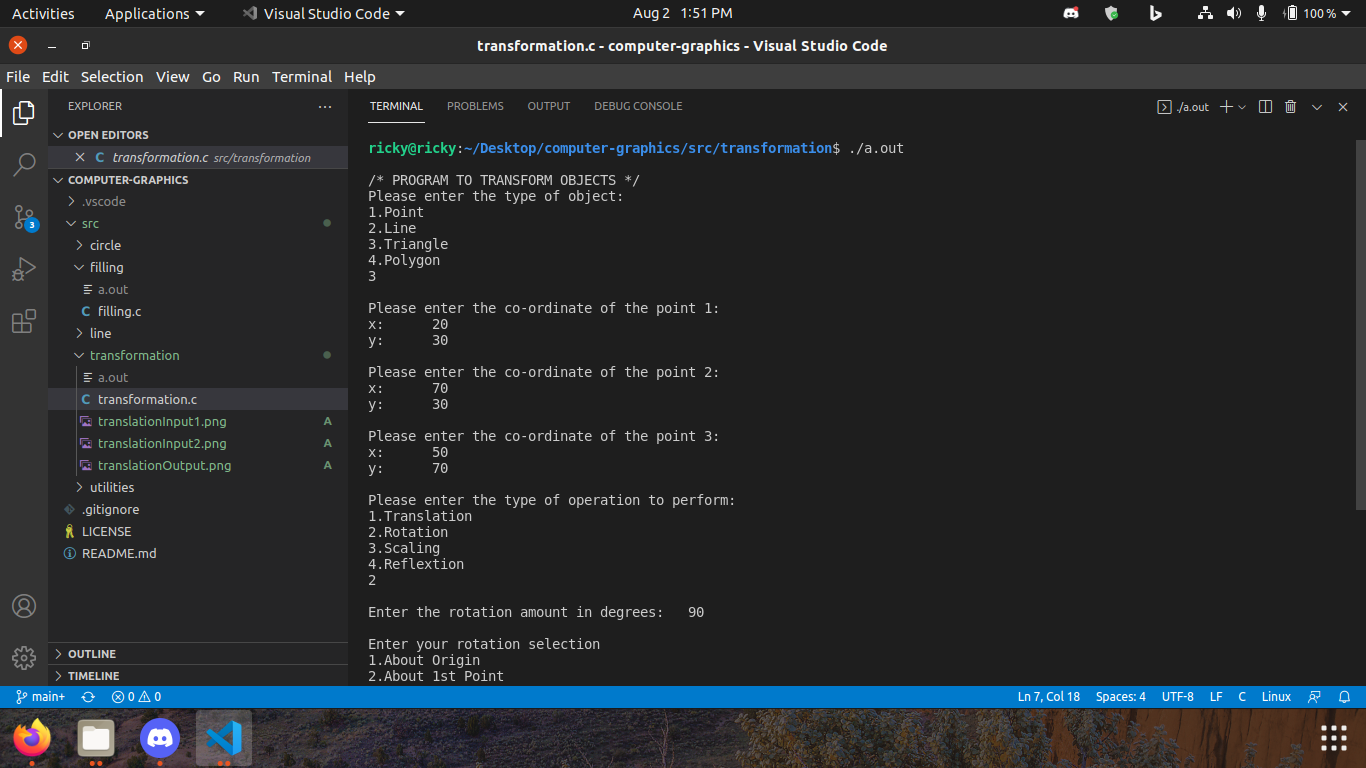 Activities Applications Visual Studio Code Aug 2 1:51 PM 100 %
transformation.c - computer-graphics - Visual Studio Code
File Edit Selection View Go Run Terminal Help
EXPLORER
OPEN EDITORS
transformation.c src/transformation
COMPUTER-GRAPHICS
.vscode
src
circle
filling
a.out
C filling.c
line
transformation
a.out
C transformation.c
translationInput1.png A
translationInput2.png A
translationOutput.png A
utilities
.gitignore
LICENSE
README.md
OUTLINE
TIMELINE
3
TERMINAL PROBLEMS OUTPUT DEBUG CONSOLE ./a.out
ricky@ricky:~/Desktop/computer-graphics/src/transformation$ ./a.out
/* PROGRAM TO TRANSFORM OBJECTS */
Please enter the type of object:
1.Point
2.Line
3.Triangle
4.Polygon
3
Please enter the co-ordinate of the point 1:
x: 20
y: 30
Please enter the co-ordinate of the point 2:
x: 70
y: 30
Please enter the co-ordinate of the point 3:
x: 50
y: 70
Please enter the type of operation to perform:
1.Translation
2.Rotation
3.Scaling
4.Reflextion
2
Enter the rotation amount in degrees: 90
Enter your rotation selection
1.About Origin
2.About 1st Point
main+ 0 0 Ln 7, Col 18 Spaces: 4 UTF-8 LF C Linux